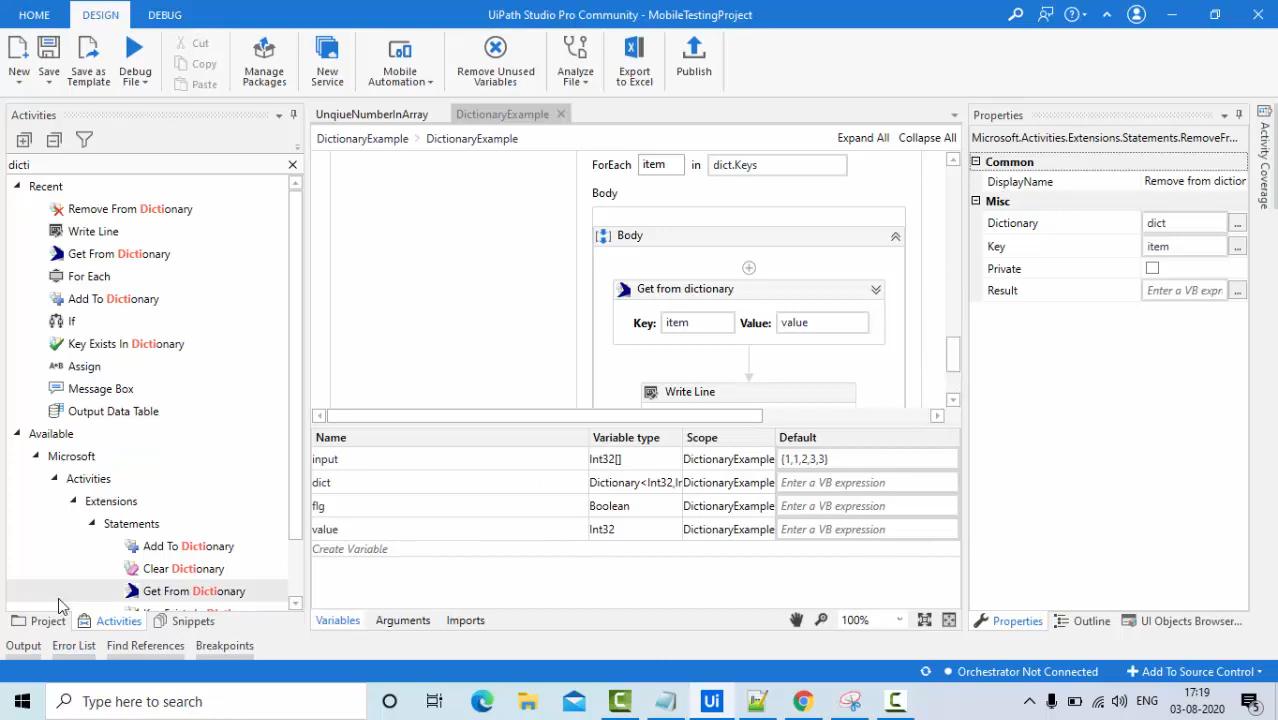 HOME DESIGN DEBUG UiPath Studio Pro Community - MobileTestingProject
New Save Save as Template Debug File Cut Copy Paste Manage Packages New Service Mobile Automation Remove Unused Variables Analyze File Export to Excel Publish
Activities
dicti
Recent
Remove From Dictionary
Write Line
Get From Dictionary
For Each
Add To Dictionary
If
Key Exists In Dictionary
Assign
Message Box
Output Data Table
Available
Microsoft
Activities
Extensions
Statements
Add To Dictionary
Clear Dictionary
Get From Dictionary
Project Activities Snippets
UnqiueNumberInArray DictionaryExample
DictionaryExample > DictionaryExample Expand All Collapse All
ForEach item in dict.Keys
Body
Body
Get from dictionary
Key: item Value: value
Write Line
Name Variable type Scope Default
input Int32[] DictionaryExample {1,1,2,3,3}
dict Dictionary<Int32,In DictionaryExample Enter a VB expression
flg Boolean DictionaryExample Enter a VB expression
value Int32 DictionaryExample Enter a VB expression
Create Variable
Variables Arguments Imports 100%
Properties
Microsoft.Activities.Extensions.Statements.RemoveFr...
Common
DisplayName Remove from diction
Misc
Dictionary dict ...
Key item ...
Private
Result Enter a VB expr ...
Properties Outline UI Objects Browser...
Activity Coverage
Output Error List Find References Breakpoints
Orchestrator Not Connected Add To Source Control
Type here to search
Ui
ENG
17:19
03-08-2020
5